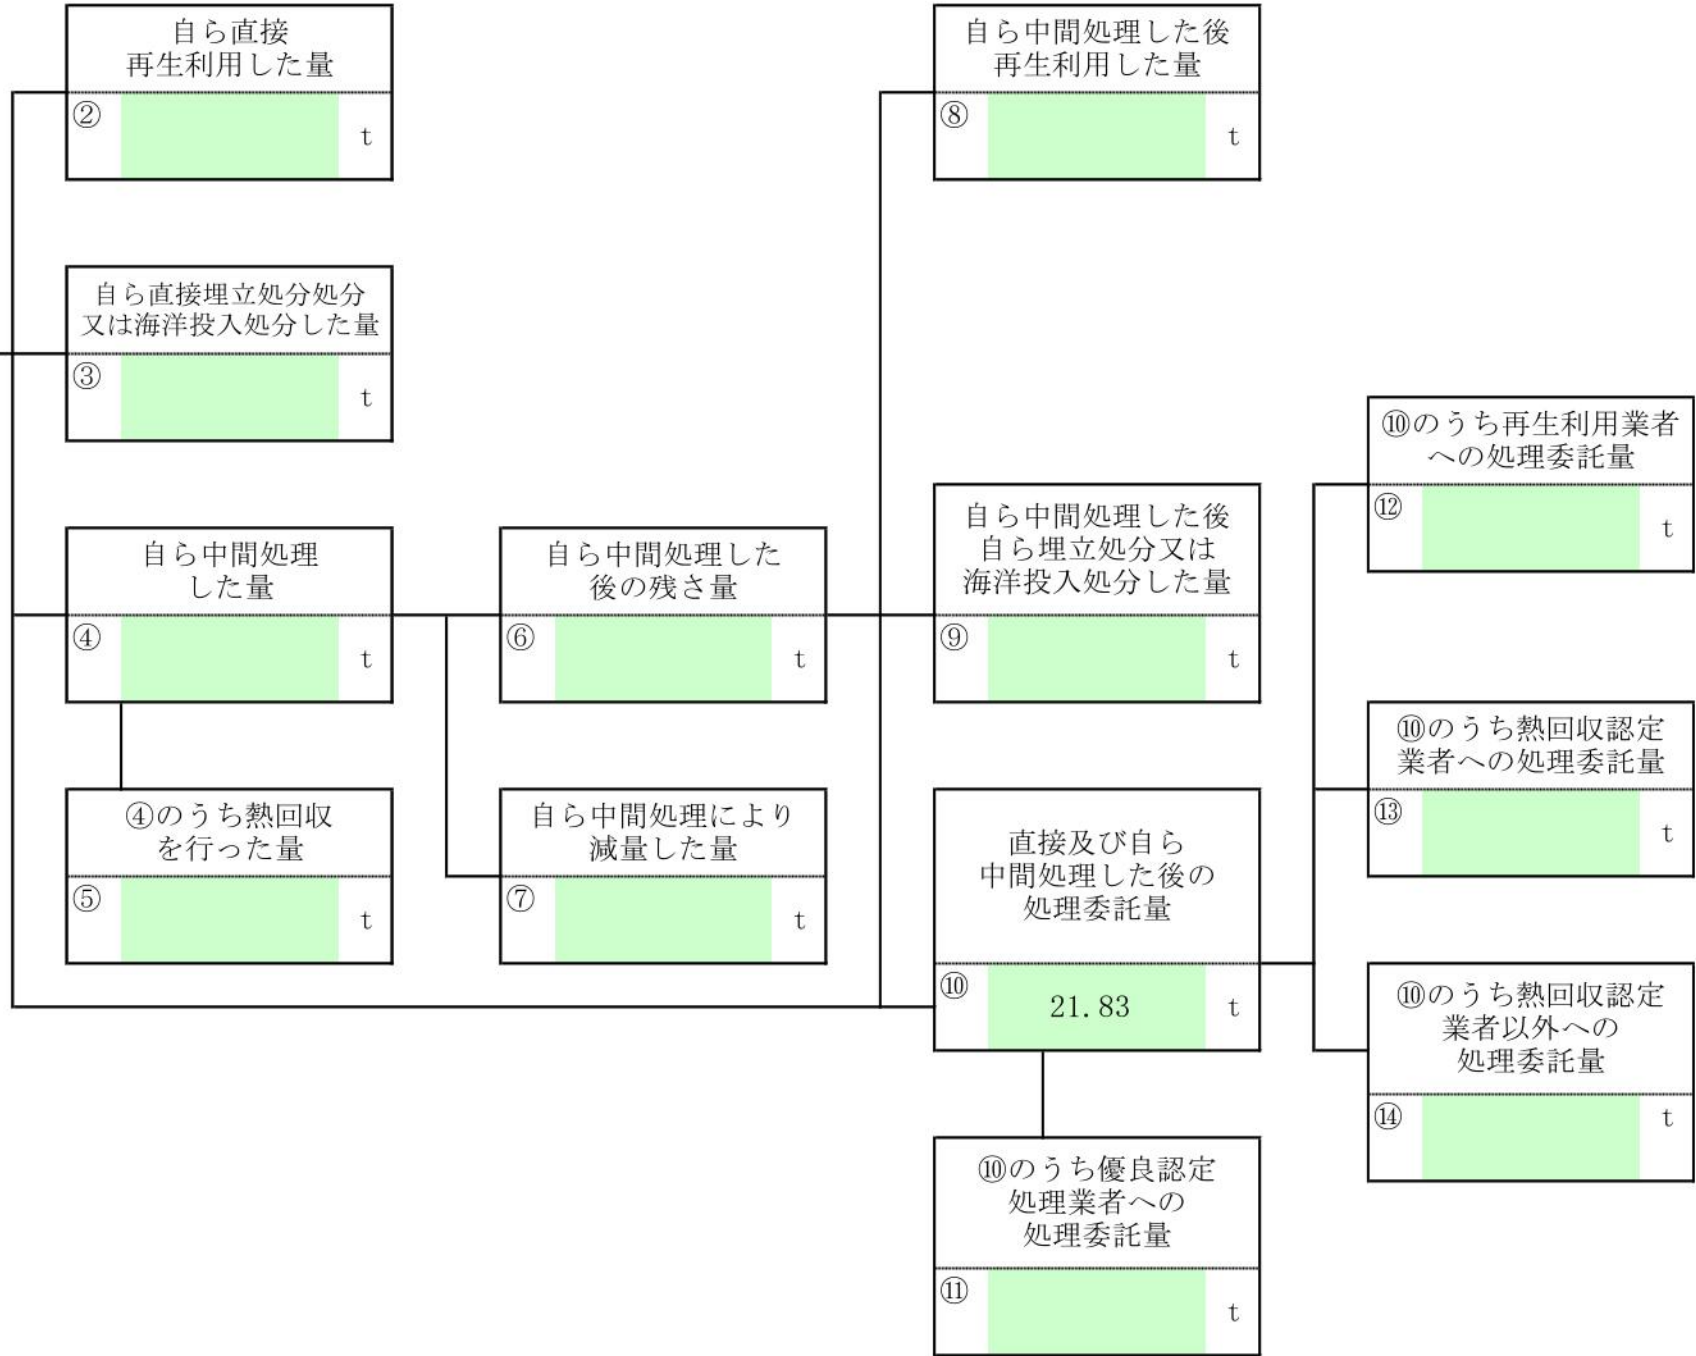 自ら直接
再生利用した量
②
t
自ら中間処理した後
再生利用した量
⑧
t
自ら直接埋立処分処分
又は海洋投入処分した量
③
t
⑩のうち再生利用業者
への処理委託量
⑫
t
自ら中間処理
した量
④
t
自ら中間処理した
後の残さ量
⑥
t
自ら中間処理した後
自ら埋立処分又は
海洋投入処分した量
⑨
t
⑩のうち熱回収認定
業者への処理委託量
⑬
t
④のうち熱回収
を行った量
⑤
t
自ら中間処理により
減量した量
⑦
t
直接及び自ら
中間処理した後の
処理委託量
⑩ 21.83 t
⑩のうち熱回収認定
業者以外への
処理委託量
⑭
t
⑩のうち優良認定
処理業者への
処理委託量
⑪
t